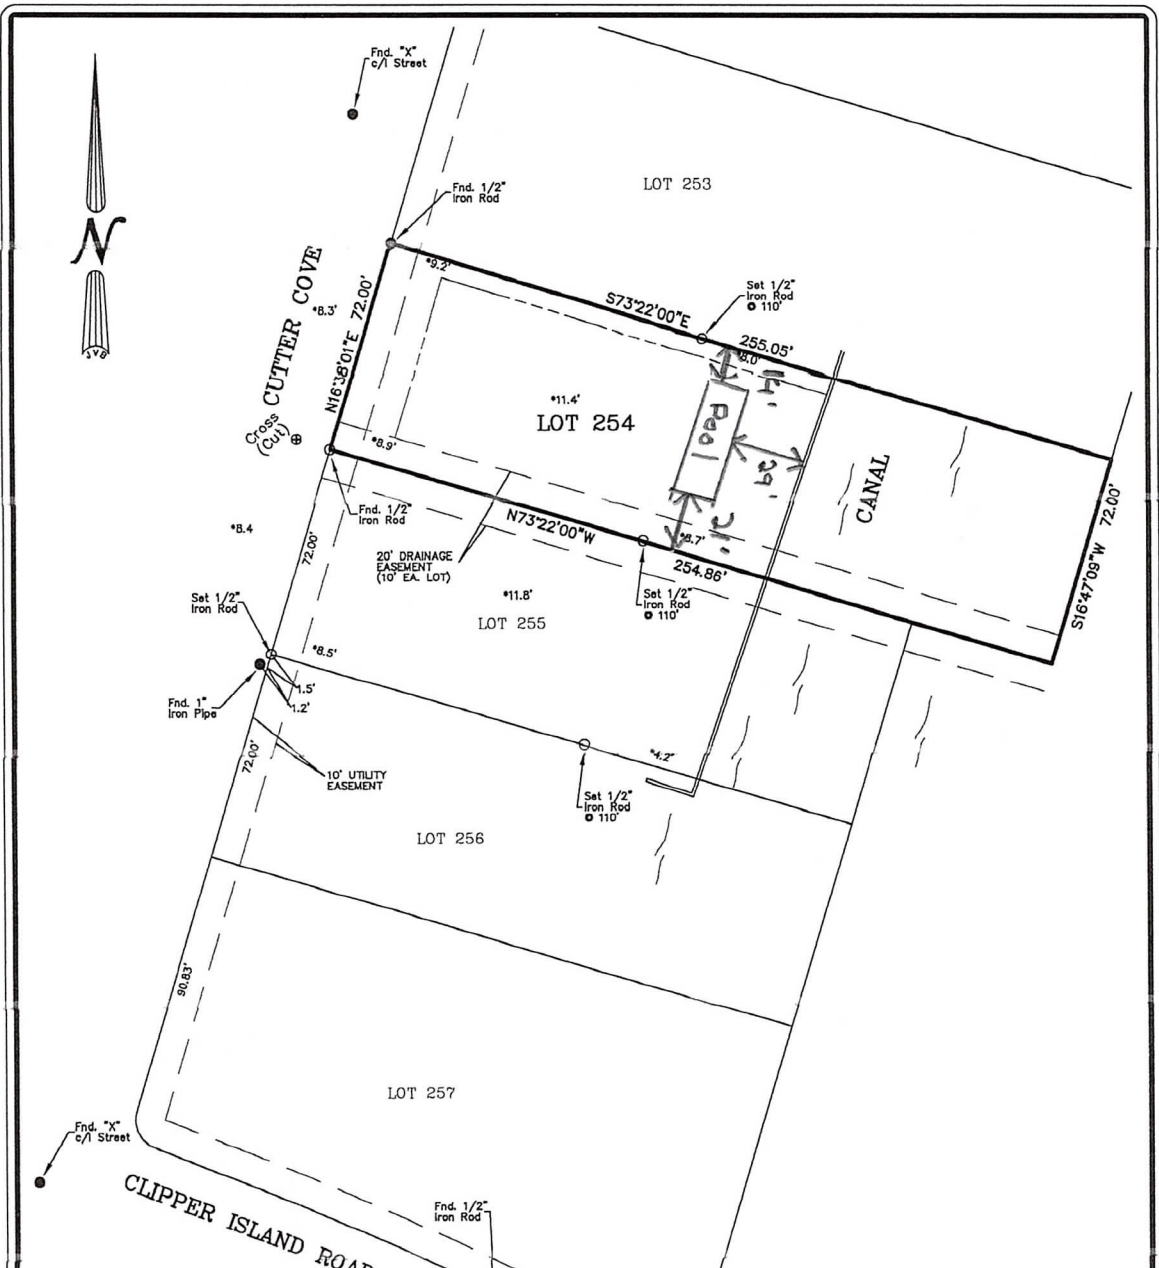 Fnd. "X"
c/l Street
N
JVB
LOT 253
Fnd. 1/2"
Iron Rod
*9.2'
CUTTER COVE
*8.3'
N16°38'01"E 72.00'
S73°22'00"E
255.05'
Set 1/2"
Iron Rod
@ 110'
*8.0'
14'
*11.4'
LOT 254
Pool
CANAL
Cross
(Cut)
*8.9'
Fnd. 1/2"
Iron Rod
N73°22'00"W
254.86'
*8.7'
72.00'
S16°47'09"W
*8.4
72.00'
20' DRAINAGE
EASEMENT
(10' EA. LOT)
*11.8'
LOT 255
Set 1/2"
Iron Rod
@ 110'
Set 1/2"
Iron Rod
*8.5'
1.5'
1.2'
Fnd. 1"
Iron Pipe
72.00'
10' UTILITY
EASEMENT
*4.2'
Set 1/2"
Iron Rod
@ 110'
LOT 256
90.83'
LOT 257
Fnd. "X"
c/l Street
CLIPPER ISLAND ROAD
Fnd. 1/2"
Iron Rod